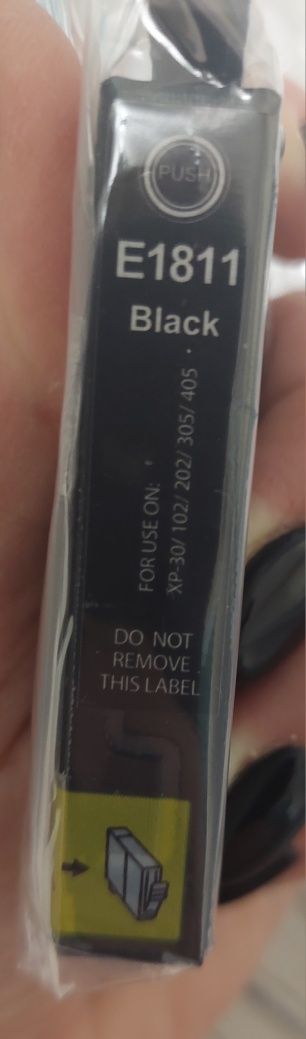 PUSH
E1811
Black
FOR USE ON:
XP-30/ 102/ 202/ 305/ 405
DO NOT
REMOVE
THIS LABEL